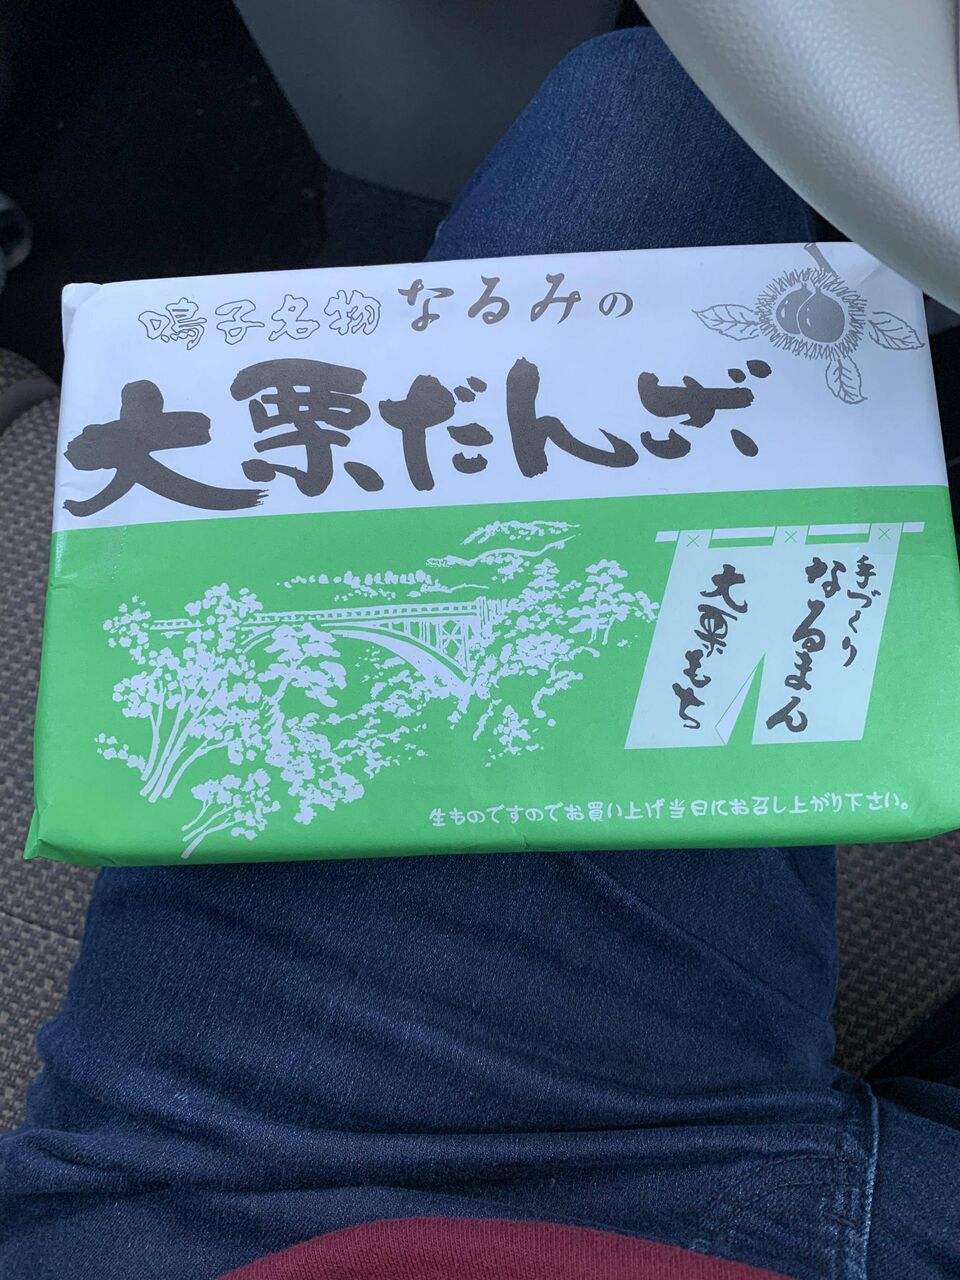 鳴子名物 なるみの
大栗だんご
手づくり
なるまん
大栗もち
生ものですのでお買い上げ当日にお召し上がり下さい。